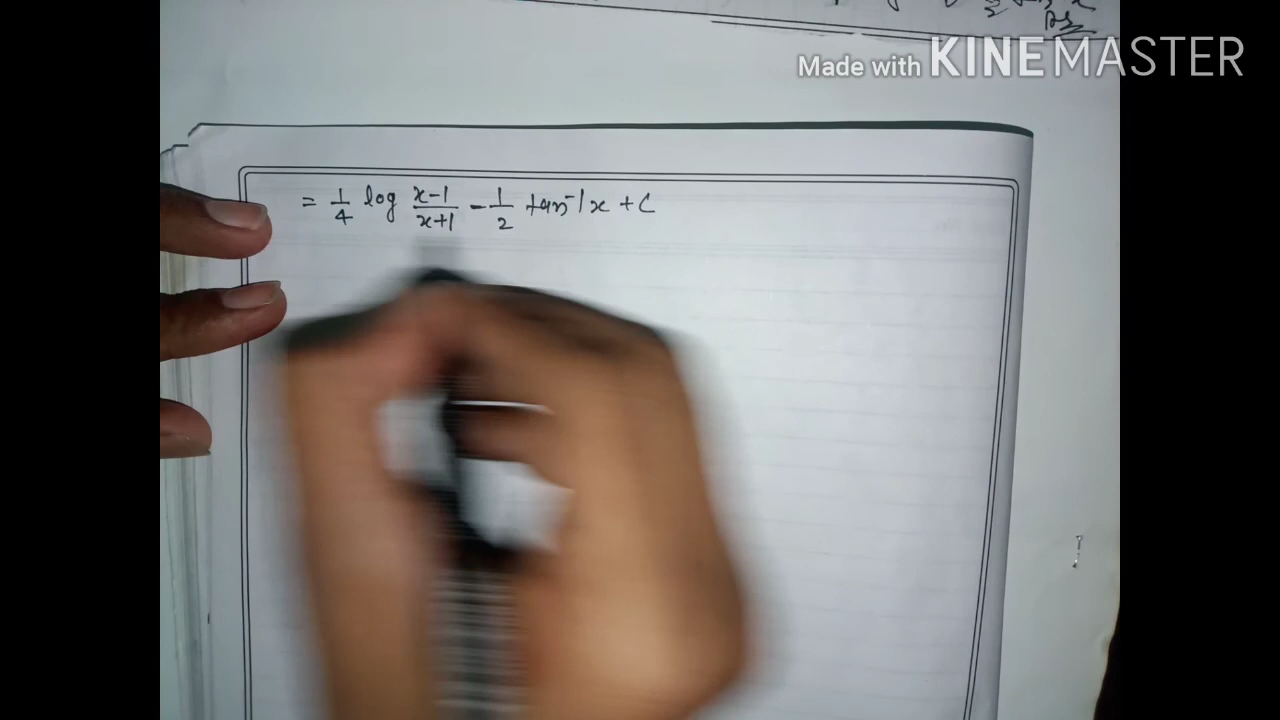 Made with KINEMASTER
= 1/4 log (x-1)/(x+1) - 1/2 tan⁻¹x + C